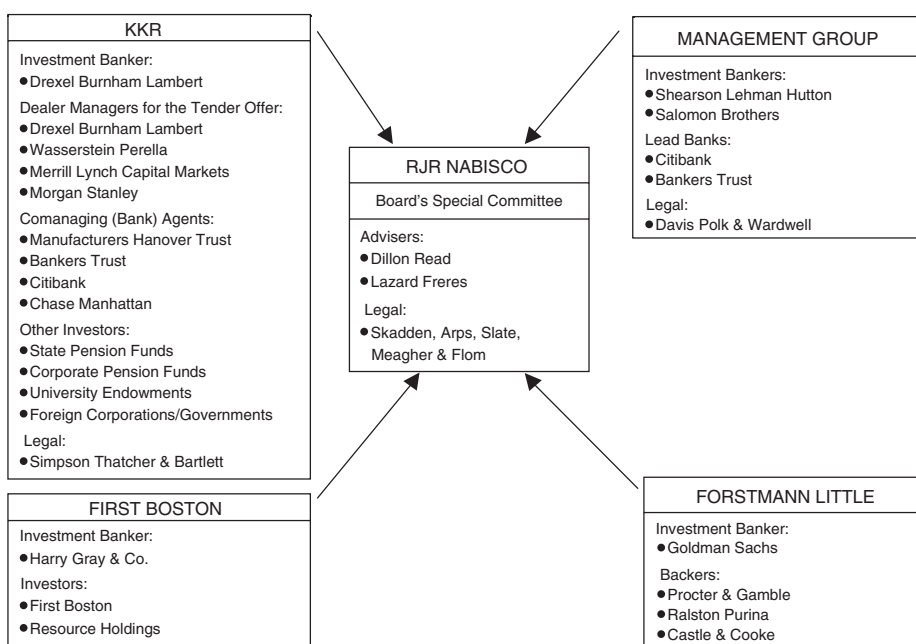 KKR
Investment Banker:
●Drexel Burnham Lambert
Dealer Managers for the Tender Offer:
●Drexel Burnham Lambert
●Wasserstein Perella
●Merrill Lynch Capital Markets
●Morgan Stanley
Comanaging (Bank) Agents:
●Manufacturers Hanover Trust
●Bankers Trust
●Citibank
●Chase Manhattan
Other Investors:
●State Pension Funds
●Corporate Pension Funds
●University Endowments
●Foreign Corporations/Governments
Legal:
●Simpson Thatcher & Bartlett
MANAGEMENT GROUP
Investment Bankers:
●Shearson Lehman Hutton
●Salomon Brothers
Lead Banks:
●Citibank
●Bankers Trust
Legal:
●Davis Polk & Wardwell
RJR NABISCO
Board's Special Committee
Advisers:
●Dillon Read
●Lazard Freres
Legal:
●Skadden, Arps, Slate,
Meagher & Flom
FIRST BOSTON
Investment Banker:
●Harry Gray & Co.
Investors:
●First Boston
●Resource Holdings
FORSTMANN LITTLE
Investment Banker:
●Goldman Sachs
Backers:
●Procter & Gamble
●Ralston Purina
●Castle & Cooke